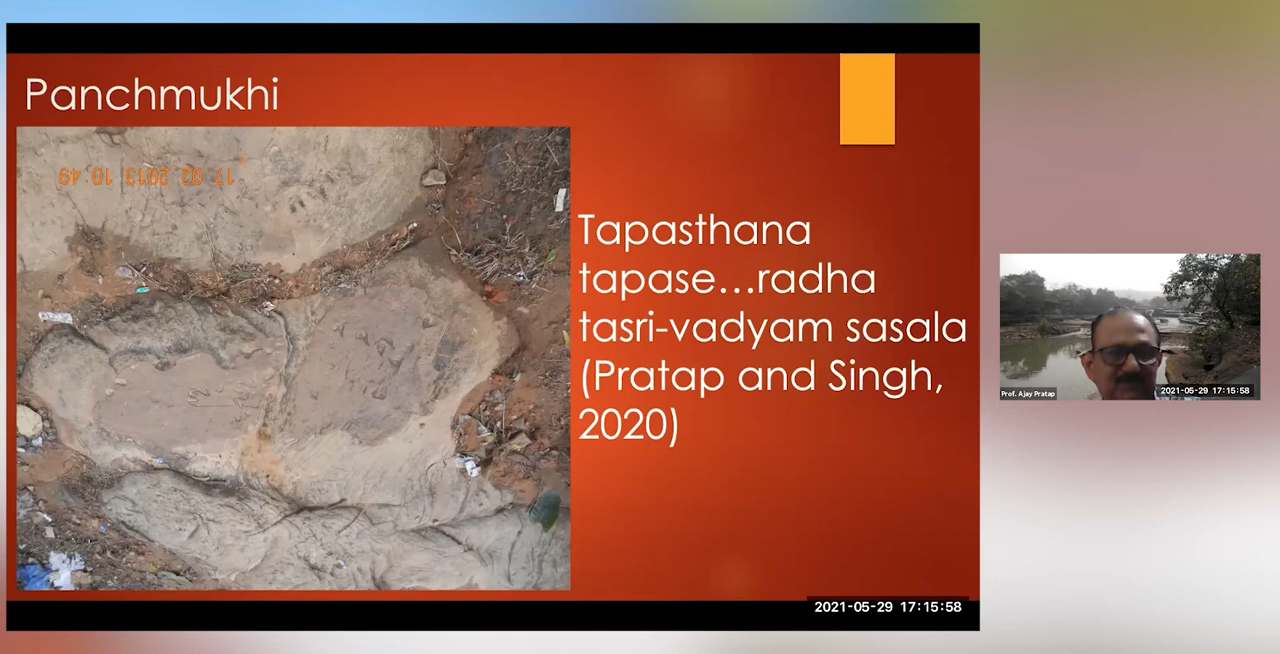 Panchmukhi
17 02 2013 10 49
Tapasthana
tapase...radha
tasri-vadyam sasala
(Pratap and Singh,
2020)
2021-05-29 17:15:58
Prof. Ajay Pratap
2021-05-29 17:15:58